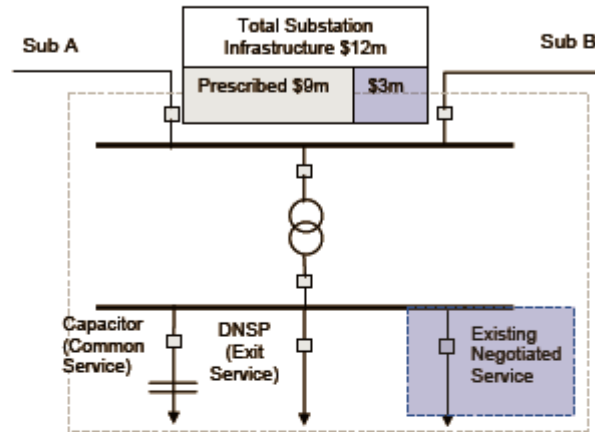 Total Substation
Infrastructure $12m
Sub A
Sub B
Prescribed $9m
$3m
Capacitor
(Common
Service)
DNSP
(Exit
Service)
Existing
Negotiated
Service